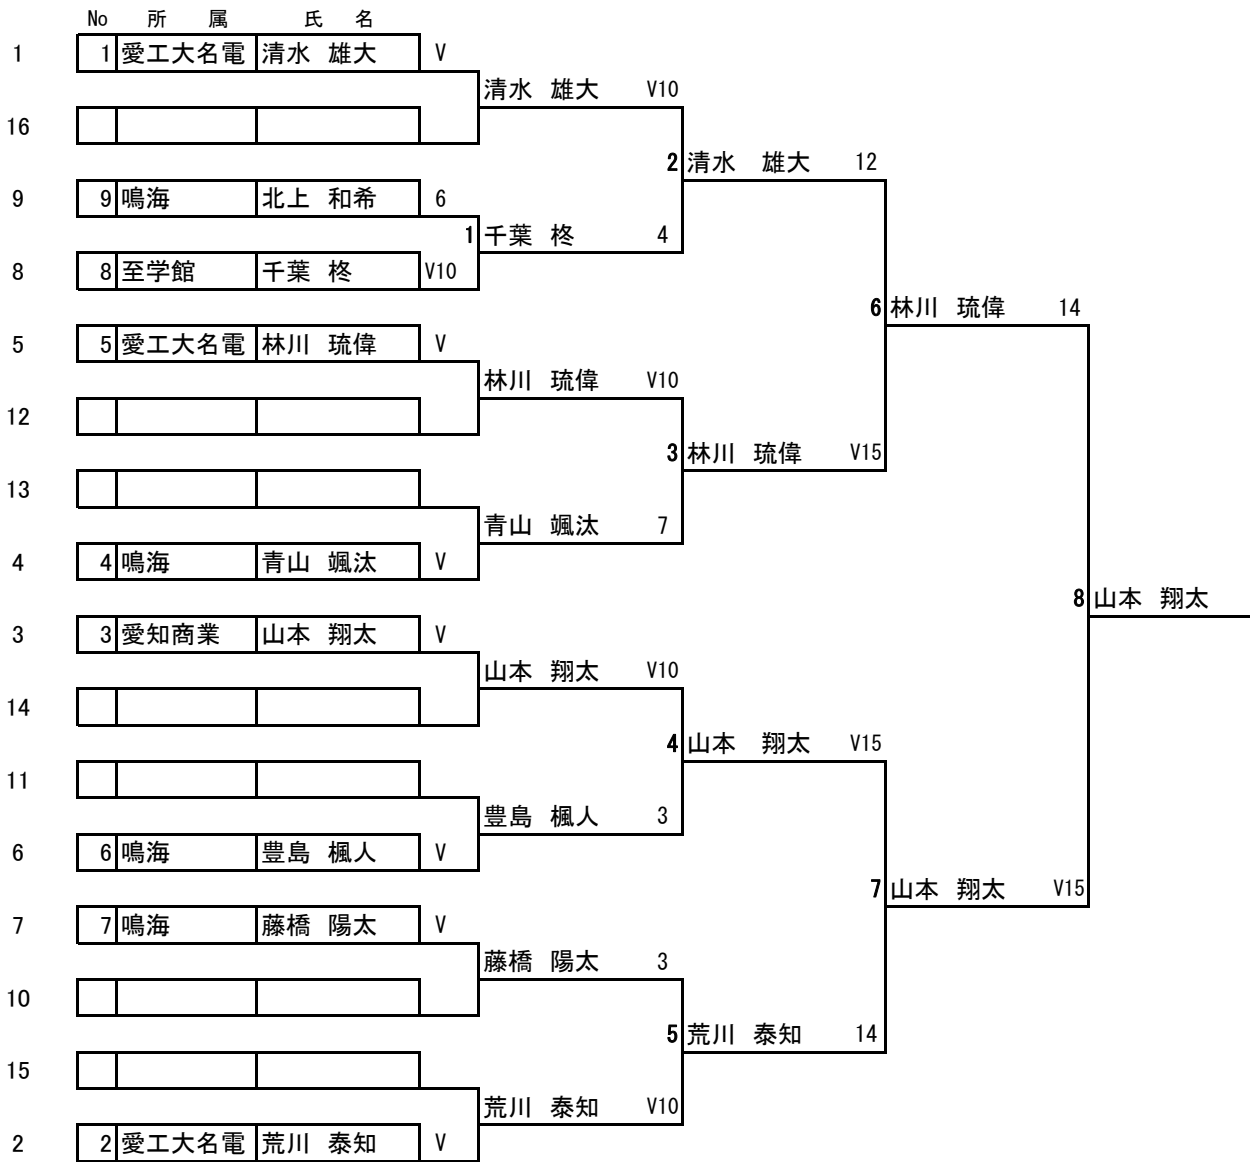 No 所 属 氏 名
1 1 愛工大名電 清水 雄大 V
清水 雄大 V10
16
2 清水 雄大 12
9 9 鳴海 北上 和希 6
1 千葉 柊 4
8 8 至学館 千葉 柊 V10
6 林川 琉偉 14
5 5 愛工大名電 林川 琉偉 V
林川 琉偉 V10
12
3 林川 琉偉 V15
13
青山 颯汰 7
4 4 鳴海 青山 颯汰 V
8 山本 翔太
3 3 愛知商業 山本 翔太 V
山本 翔太 V10
14
4 山本 翔太 V15
11
豊島 楓人 3
6 6 鳴海 豊島 楓人 V
7 山本 翔太 V15
7 7 鳴海 藤橋 陽太 V
藤橋 陽太 3
10
5 荒川 泰知 14
15
荒川 泰知 V10
2 2 愛工大名電 荒川 泰知 V